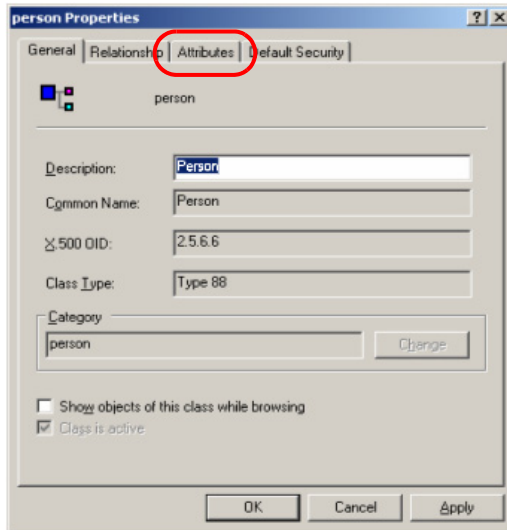 person Properties
General Relationship Attributes Default Security
person
Description: Person
Common Name: Person
X.500 OID: 2.5.6.6
Class Type: Type 88
Category
person Change
Show objects of this class while browsing
Class is active
OK Cancel Apply